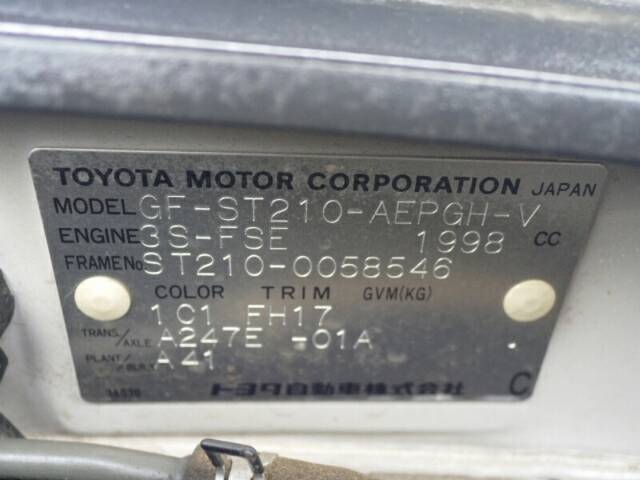 TOYOTA MOTOR CORPORATION JAPAN
MODEL GF-ST210-AEPGH-V
ENGINE 3S-FSE 1998 CC
FRAME No. ST210-0058546
COLOR TRIM GVM(KG)
1C1 FH17
TRANS./AXLE A247E -01A
PLANT/ A41
トヨタ自動車株式会社 C